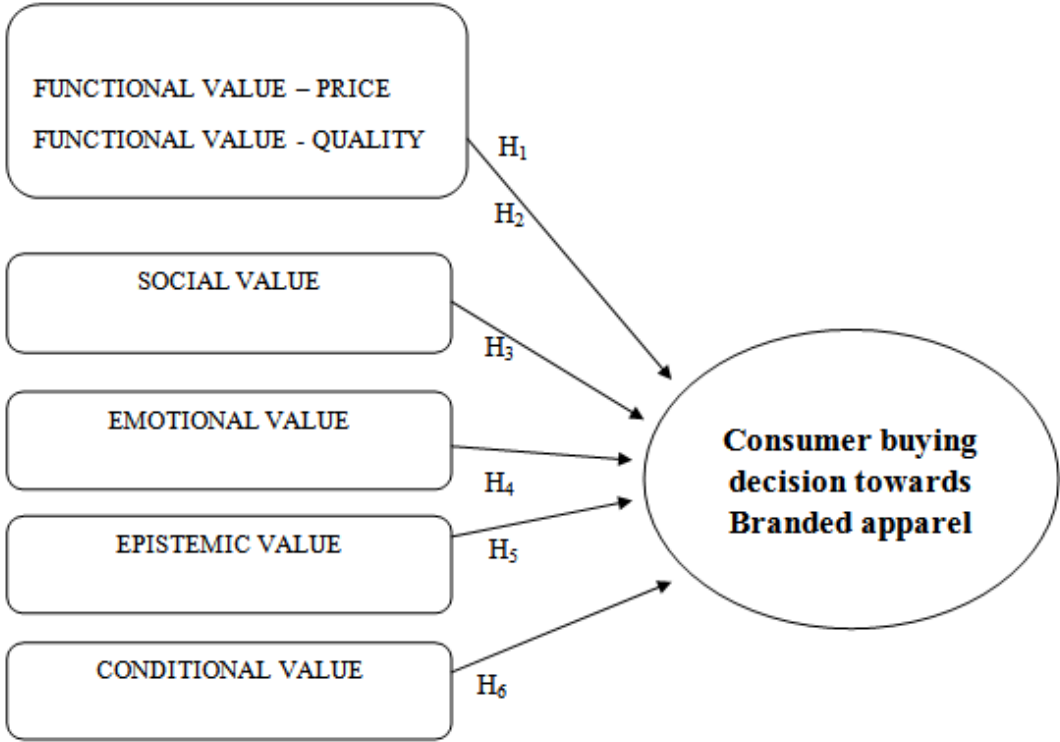 FUNCTIONAL VALUE – PRICE
FUNCTIONAL VALUE - QUALITY
H₁
H₂
SOCIAL VALUE
H₃
EMOTIONAL VALUE
H₄
EPISTEMIC VALUE
H₅
CONDITIONAL VALUE
H₆
Consumer buying
decision towards
Branded apparel